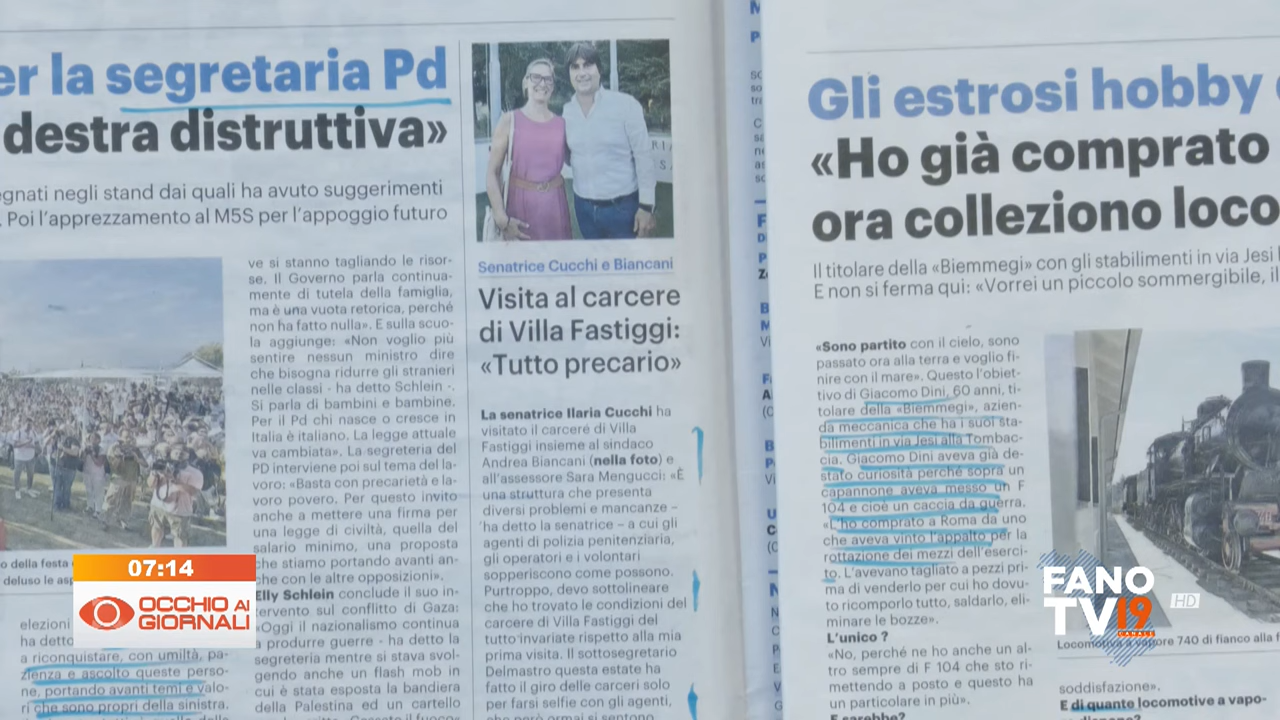 er la segretaria Pd
destra distruttiva»
egnati negli stand dai quali ha avuto suggerimenti
. Poi l'apprezzamento al M5S per l'appoggio futuro
ve si stanno tagliando le risor-
se. Il Governo parla continua-
mente di tutela della famiglia,
ma è una vuota retorica, perché
non ha fatto nulla». E sulla scuo-
la aggiunge: «Non voglio più
sentire nessun ministro dire
che bisogna ridurre gli stranieri
nelle classi - ha detto Schlein -.
Si parla di bambini e bambine.
Per il Pd chi nasce o cresce in
Italia è italiano. La legge attuale
va cambiata». La segreteria del
PD interviene poi sul tema del la-
voro: «Basta con precarietà e la-
voro povero. Per questo invito
anche a mettere una firma per
una legge di civiltà, quella del
salario minimo, una proposta
che stiamo portando avanti an-
che con le altre opposizioni».
Elly Schlein conclude il suo in-
tervento sul conflitto di Gaza:
«Oggi il nazionalismo continua
a produrre guerra - ha detto la
segreteria mentre si stava svol-
gendo anche un flash mob in
cui è stata esposta la bandiera
della Palestina ed un cartello
o della festa
deluso le as
elezioni
ha detto
a riconquistare, con umiltà, pa-
zienza e ascolto queste perso-
ne, portando avanti temi e valo-
ri che sono propri della sinistra.
Senatrice Cucchi e Biancani
Visita al carcere
di Villa Fastiggi:
«Tutto precario»
La senatrice Ilaria Cucchi ha
visitato il carcere di Villa
Fastiggi insieme al sindaco
Andrea Biancani (nella foto) e
all'assessore Sara Mengucci: «È
una struttura che presenta
diversi problemi e mancanze –
ha detto la senatrice – a cui gli
agenti di polizia penitenziaria,
gli operatori e i volontari
sopperiscono come possono.
Purtroppo, devo sottolineare
che ho trovato le condizioni del
carcere di Villa Fastiggi del
tutto invariate rispetto alla mia
prima visita. Il sottosegretario
Delmastro questa estate ha
fatto il giro delle carceri solo
per farsi selfie con gli agenti,
che però ormai si sentono
Gli estrosi hobby
«Ho già comprato
ora colleziono loco
Il titolare della «Biemmegi» con gli stabilimenti in via Jesi
E non si ferma qui: «Vorrei un piccolo sommergibile, il
«Sono partito con il cielo, sono
passato ora alla terra e voglio fi-
nire con il mare». Questo l'obiet-
tivo di Giacomo Dini, 60 anni, ti-
tolare della «Biemmegi», azien-
da meccanica che ha i suoi sta-
bilimenti in via Jesi alla Tombac-
cia. Giacomo Dini aveva già de-
stato curiosità perché sopra un
capannone aveva messo un F
104 e cioè un caccia da guerra.
«L'ho comprato a Roma da uno
che aveva vinto l'appalto per la
rottazione dei mezzi dell'eserci-
to. L'avevano tagliato a pezzi pri-
ma di venderlo per cui ho dovu-
to ricomporlo tutto, saldarlo, eli-
minare le bozze».
L'unico ?
«No, perché ne ho anche un al-
tro sempre di F 104 che sto ri-
mettendo a posto e questo ha
un particolare in più».
E sarebbe?
Locomotiva a vapore 740 di fianco alla f
soddisfazione».
E di quante locomotive a vapo-
07:14
OCCHIO AI
GIORNALI
FANO
TV19
CANALE
HD